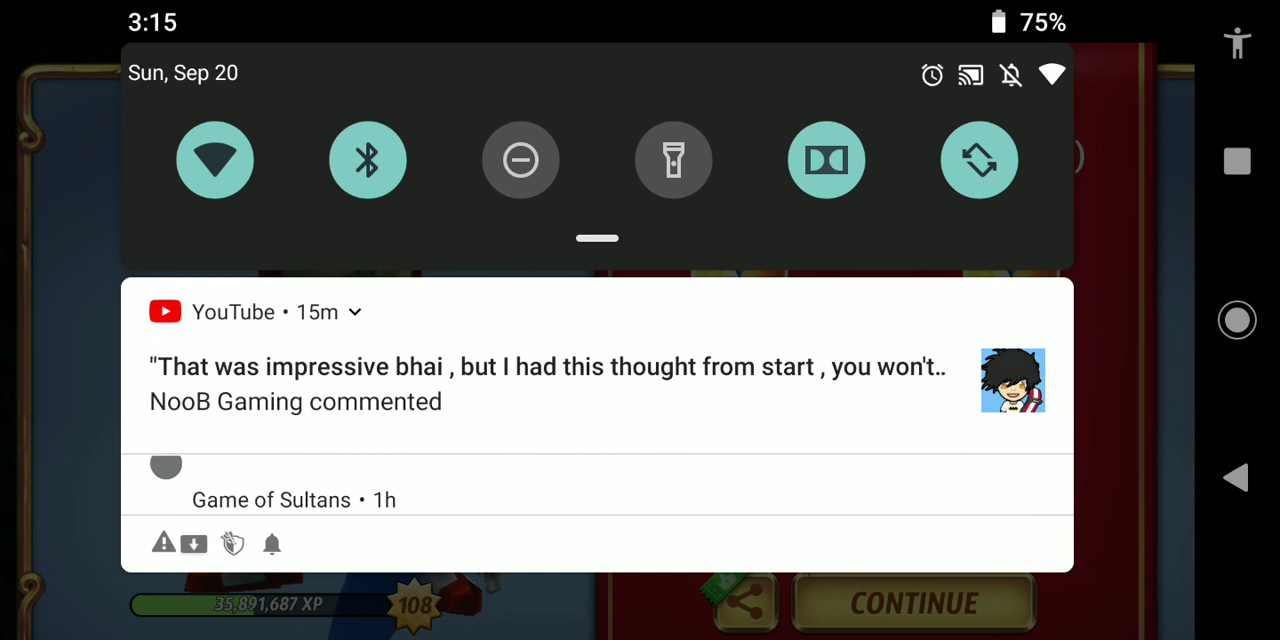 3:15
75%
Sun, Sep 20
YouTube • 15m
"That was impressive bhai , but I had this thought from start , you won't..
NooB Gaming commented
Game of Sultans • 1h
35,891,687 XP
108
CONTINUE